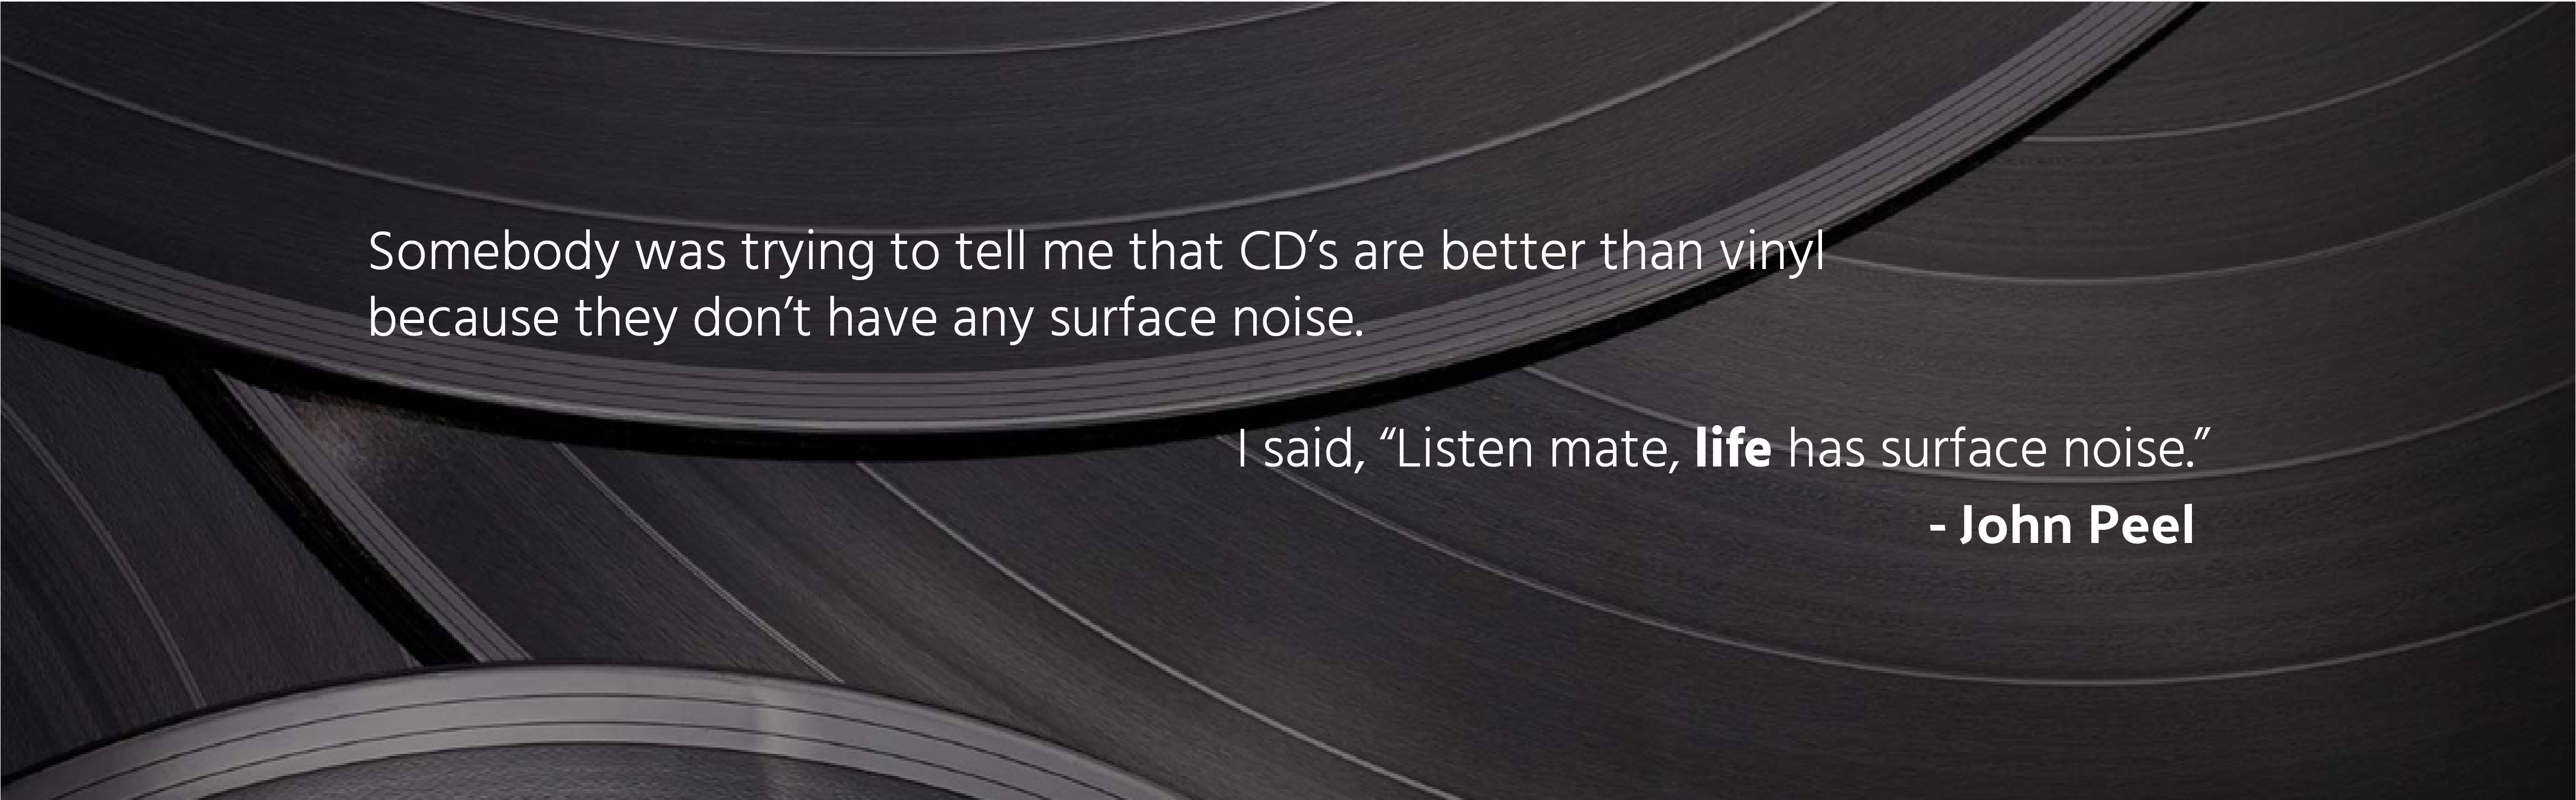 Somebody was trying to tell me that CD’s are better than vinyl
because they don’t have any surface noise.
I said, “Listen mate, life has surface noise.”
- John Peel